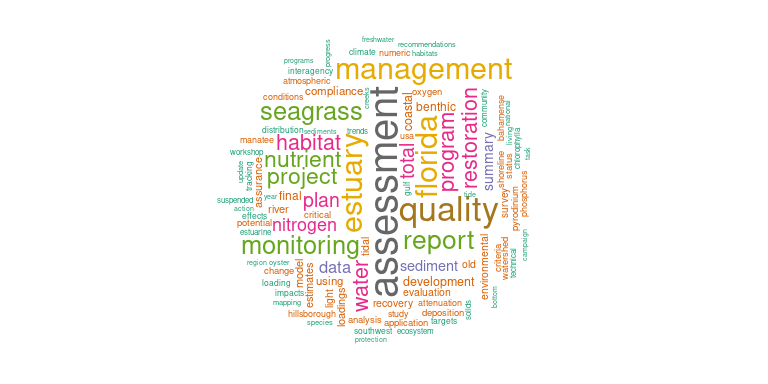 freshwater
progress
climate
recommendations
numeric
habitats
programs
interagency
management
atmospheric
compliance
creeks
oxygen
conditions
seagrass
assessment
coastal
benthic
program
restoration
community
bahamense
national
living
distribution
sediments
trends
usa
florida
manatee
habitat
estuary
total
summary
chlorophylla
task
workshop
nutrient
status
update
tracking
assurance
project
gulf
shoreline
suspended
year
final
plan
quality
tide
survey
pyrodinium
phosphorus
action
effects
river
critical
potential
nitrogen
estuarine
monitoring
tidal
report
environmental
criteria
watershed
technical
campaign
region
oyster
data
water
sediment
old
change
model
loading
estimates
using
development
impacts
light
evaluation
bottom
mapping
loadings
recovery
attenuation
solids
hillsborough
study
deposition
species
analysis
application
targets
southwest
ecosystem
protection